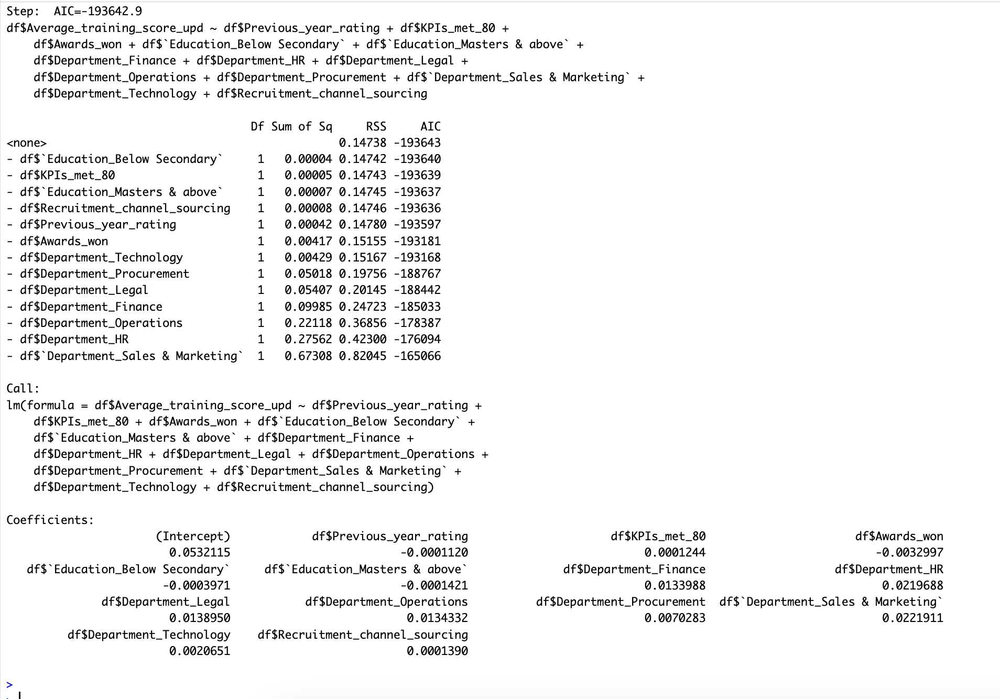 Step:  AIC=-193642.9
df$Average_training_score_upd ~ df$Previous_year_rating + df$KPIs_met_80 +
    df$Awards_won + df$`Education_Below Secondary` + df$`Education_Masters & above` +
    df$Department_Finance + df$Department_HR + df$Department_Legal +
    df$Department_Operations + df$Department_Procurement + df$`Department_Sales & Marketing` +
    df$Department_Technology + df$Recruitment_channel_sourcing

                                    Df Sum of Sq     RSS     AIC
<none>                                           0.14738 -193643
- df$`Education_Below Secondary`     1   0.00004 0.14742 -193640
- df$KPIs_met_80                     1   0.00005 0.14743 -193639
- df$`Education_Masters & above`     1   0.00007 0.14745 -193637
- df$Recruitment_channel_sourcing    1   0.00008 0.14746 -193636
- df$Previous_year_rating            1   0.00042 0.14780 -193597
- df$Awards_won                      1   0.00417 0.15155 -193181
- df$Department_Technology           1   0.00429 0.15167 -193168
- df$Department_Procurement          1   0.05018 0.19756 -188767
- df$Department_Legal                1   0.05407 0.20145 -188442
- df$Department_Finance              1   0.09985 0.24723 -185033
- df$Department_Operations           1   0.22118 0.36856 -178387
- df$Department_HR                   1   0.27562 0.42300 -176094
- df$`Department_Sales & Marketing`  1   0.67308 0.82045 -165066

Call:
lm(formula = df$Average_training_score_upd ~ df$Previous_year_rating +
    df$KPIs_met_80 + df$Awards_won + df$`Education_Below Secondary` +
    df$`Education_Masters & above` + df$Department_Finance +
    df$Department_HR + df$Department_Legal + df$Department_Operations +
    df$Department_Procurement + df$`Department_Sales & Marketing` +
    df$Department_Technology + df$Recruitment_channel_sourcing)

Coefficients:
                      (Intercept)            df$Previous_year_rating                     df$KPIs_met_80                      df$Awards_won
                        0.0532115                         -0.0001120                          0.0001244                         -0.0032997
   df$`Education_Below Secondary`     df$`Education_Masters & above`              df$Department_Finance                   df$Department_HR
                       -0.0003971                         -0.0001421                          0.0133988                          0.0219688
              df$Department_Legal           df$Department_Operations          df$Department_Procurement  df$`Department_Sales & Marketing`
                        0.0138950                          0.0134332                          0.0070283                          0.0221911
         df$Department_Technology    df$Recruitment_channel_sourcing
                        0.0020651                          0.0001390

>